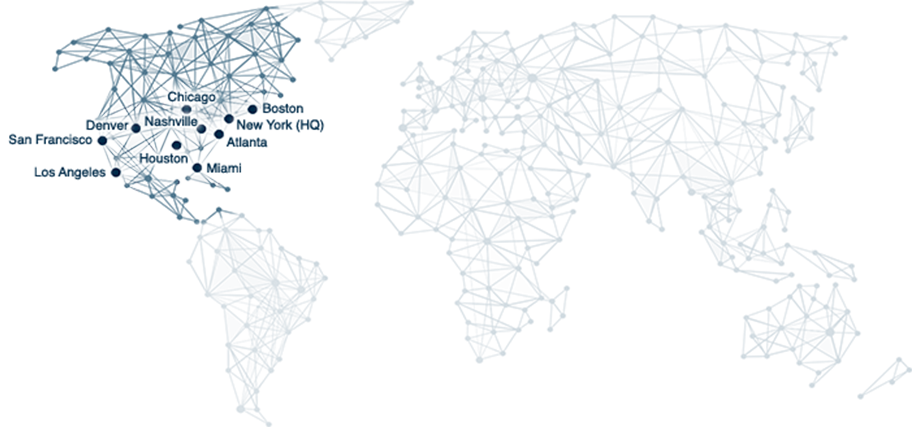 Chicago
Boston
Denver
Nashville
New York (HQ)
San Francisco
Atlanta
Houston
Los Angeles
Miami